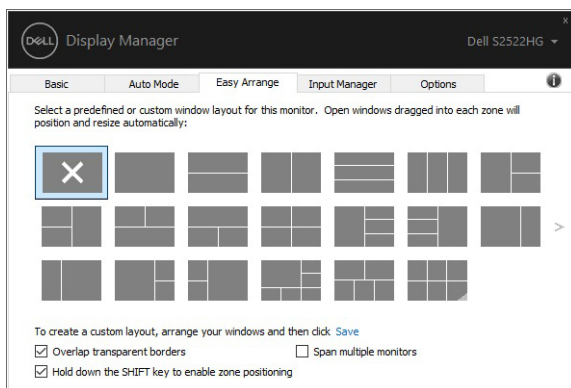 x
DELL Display Manager Dell S2522HG
Basic Auto Mode Easy Arrange Input Manager Options i
Select a predefined or custom window layout for this monitor. Open windows dragged into each zone will
position and resize automatically:
>
To create a custom layout, arrange your windows and then click Save
Overlap transparent borders Span multiple monitors
Hold down the SHIFT key to enable zone positioning